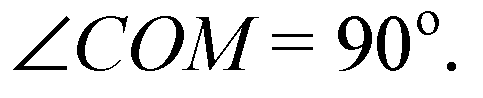 ∠COM = 90°.